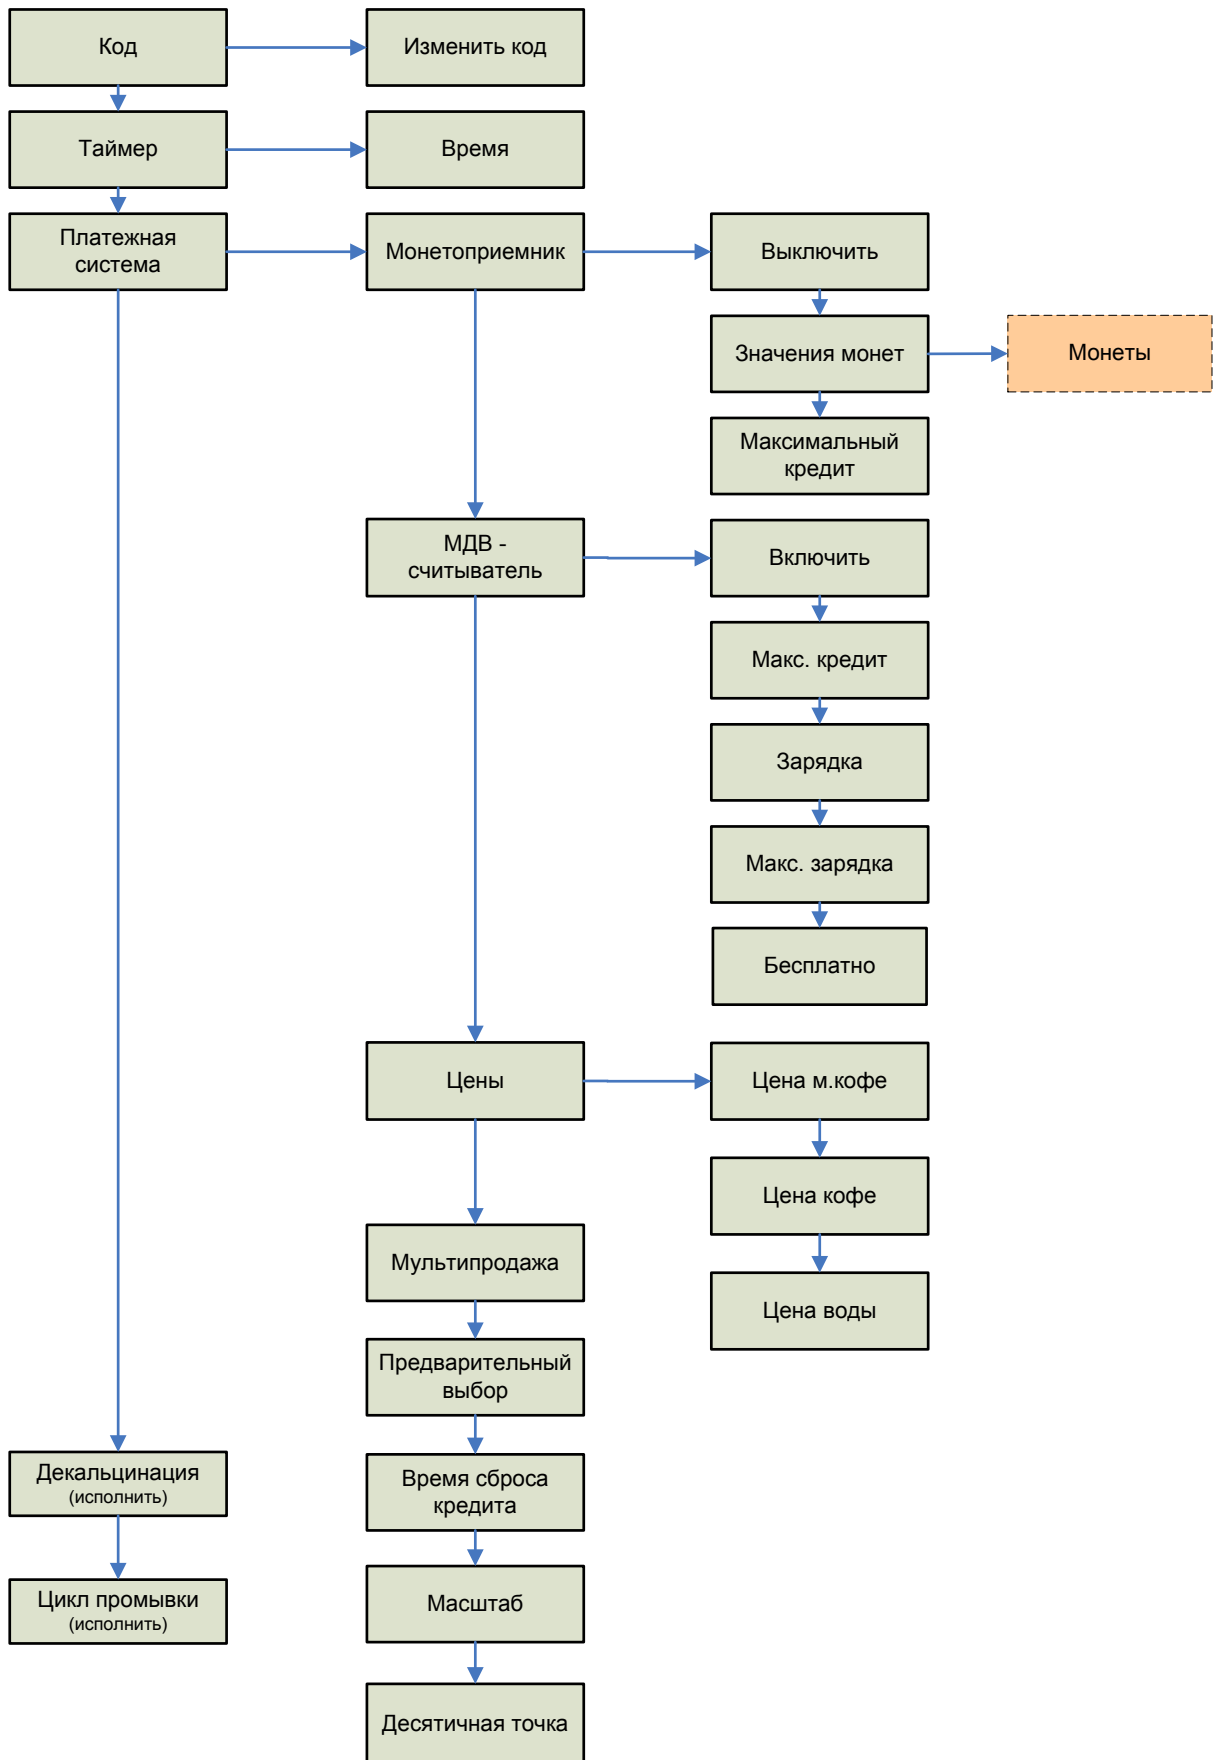 Код
Изменить код
Таймер
Время
Платежная
система
Монетоприемник
Выключить
Значения монет
Монеты
Максимальный
кредит
МДВ -
считыватель
Включить
Макс. кредит
Зарядка
Макс. зарядка
Бесплатно
Цены
Цена м.кофе
Цена кофе
Мультипродажа
Цена воды
Предварительный
выбор
Декальцинация
(исполнить)
Время сброса
кредита
Цикл промывки
(исполнить)
Масштаб
Десятичная точка